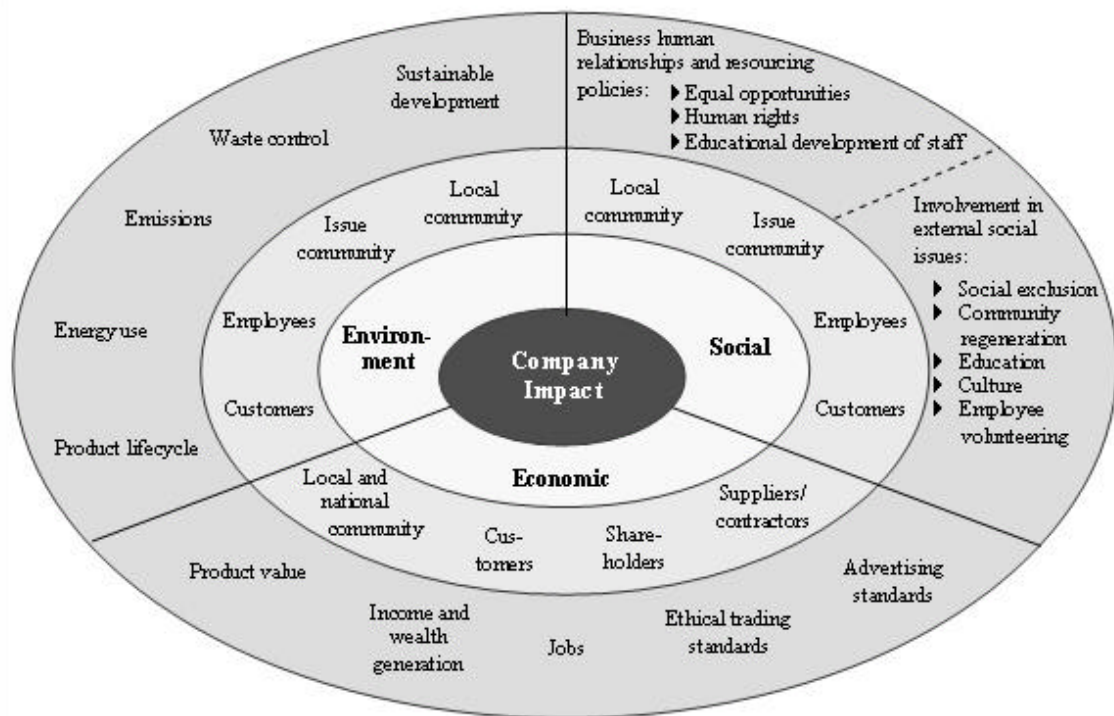 Business human
relationships and resourcing
policies:
Equal opportunities
Human rights
Educational development of staff
Sustainable
development
Waste control
Emissions
Energy use
Product lifecycle
Local
community
Issue
community
Employees
Customers
Local
community
Issue
community
Employees
Customers
Involvement in
external social
issues:
Social exclusion
Community
regeneration
Education
Culture
Employee
volunteering
Environ-
ment
Company
Impact
Social
Economic
Local and
national
community
Cus-
tomers
Share-
holders
Suppliers/
contractors
Product value
Income and
wealth
generation
Jobs
Ethical trading
standards
Advertising
standards